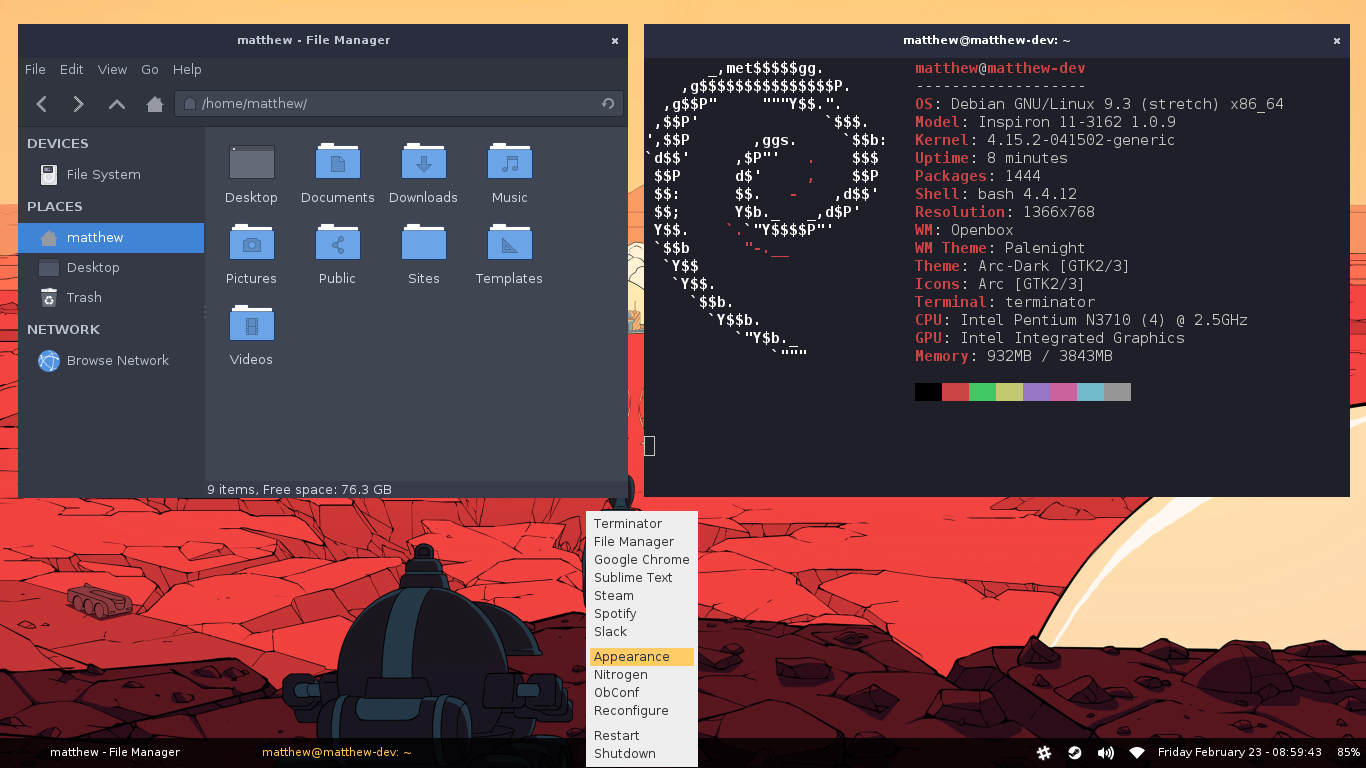 matthew - File Manager
File Edit View Go Help
/home/matthew/
DEVICES
File System
PLACES
matthew
Desktop
Trash
NETWORK
Browse Network
Desktop Documents Downloads Music
Pictures Public Sites Templates
Videos
9 items, Free space: 76.3 GB
matthew@matthew-dev: ~
_,met$$$$$gg.
,g$$$$$$$$$$$$$$$P.
,g$$P" """Y$$.".
,$$P' `$$$.
',$$P ,ggs. `$$b:
`d$$' ,$P"' . $$$
$$P d$' , $$P
$$: $$. - ,d$$'
$$; Y$b._ _,d$P'
Y$$. `.`"Y$$$$P"'
`$$b "-.__
`Y$$
`Y$$.
`$$b.
`Y$$b.
`"Y$b._
`"""
matthew@matthew-dev
-------------------
OS: Debian GNU/Linux 9.3 (stretch) x86_64
Model: Inspiron 11-3162 1.0.9
Kernel: 4.15.2-041502-generic
Uptime: 8 minutes
Packages: 1444
Shell: bash 4.4.12
Resolution: 1366x768
WM: Openbox
WM Theme: Palenight
Theme: Arc-Dark [GTK2/3]
Icons: Arc [GTK2/3]
Terminal: terminator
CPU: Intel Pentium N3710 (4) @ 2.5GHz
GPU: Intel Integrated Graphics
Memory: 932MB / 3843MB
Terminator
File Manager
Google Chrome
Sublime Text
Steam
Spotify
Slack
Appearance
Nitrogen
ObConf
Reconfigure
Restart
Shutdown
matthew - File Manager
matthew@matthew-dev: ~
Friday February 23 - 08:59:43
85%